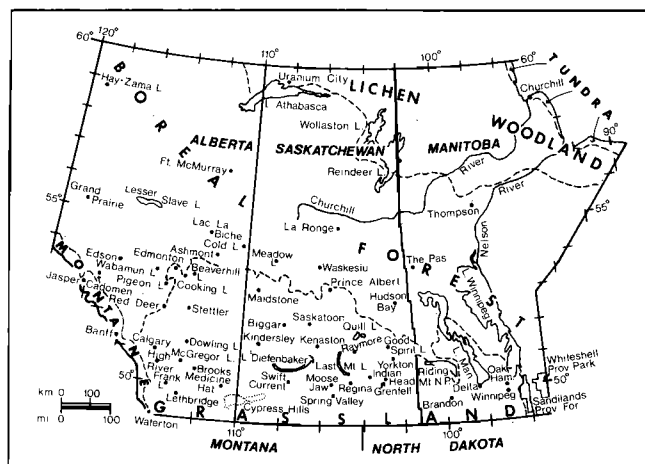 60°
120°
110°
100°
60°
TUNDRA
Hay-Zama L
Uranium City
LICHEN
Churchill
BOREAL
L Athabasca
WOODLAND
90°
Wollaston L
ALBERTA
SASKATCHEWAN
MANITOBA
Ft. McMurray
Reindeer L
River
River
55°
Grand
Prairie
Lesser Slave L
Churchill
Thompson
55°
Lac La
Biche
La Ronge
Nelson
Cold L
FOREST
Edson
Edmonton
Ashmont
Meadow L
The Pas
MONTANE
Wabamun L
Beaverhill
L
Waskesiu
Jasper
Pigeon L
Cooking L
Prince Albert
L Winnipeg
Cadomen
Maidstone
Hudson
Bay
Red Deer
Stettler
Saskatoon
Biggar
Quill L
Banff
Dowling L
Kindersley
Kenaston
Raymore
Good
Spirit L
L Man
Calgary
McGregor L
L Diefenbaker
Last Mt L
Yorkton
Riding
Mt N.P.
Oak
Ham.
Whiteshell
Prov Park
High
River
Brooks
Swift
Current
Moose
Jaw
Regina
Indian
Head
Delta
50°
50°
Frank
Medicine
Hat
Grenfell
Winnipeg
km 0 100
Lethbridge
Spring Valley
Brandon
Sandilands
Prov For
mi 0 100
Cypress Hills
Waterton
GRASSLAND
110°
100°
MONTANA
NORTH DAKOTA